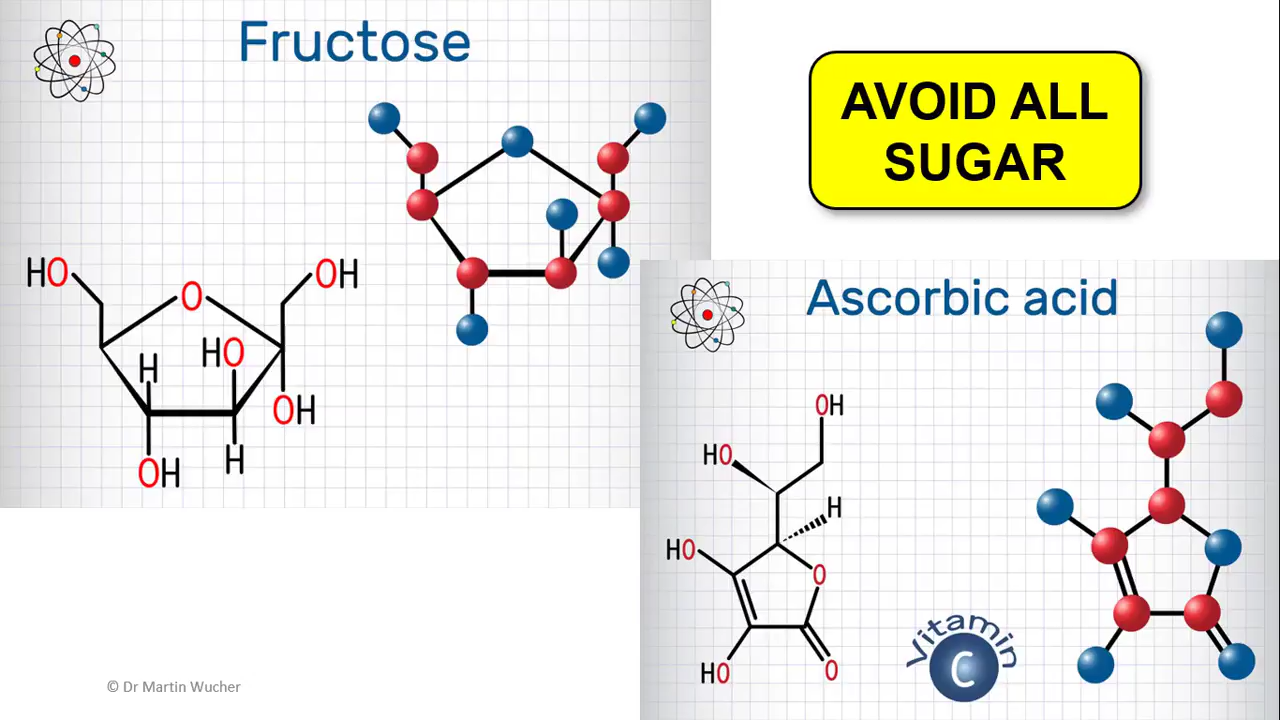 Fructose
AVOID ALL
SUGAR
HO
OH
O
H
HO
OH
OH
H
Ascorbic acid
OH
HO
H
HO
O
HO
O
Vitamin
C
© Dr Martin Wucher